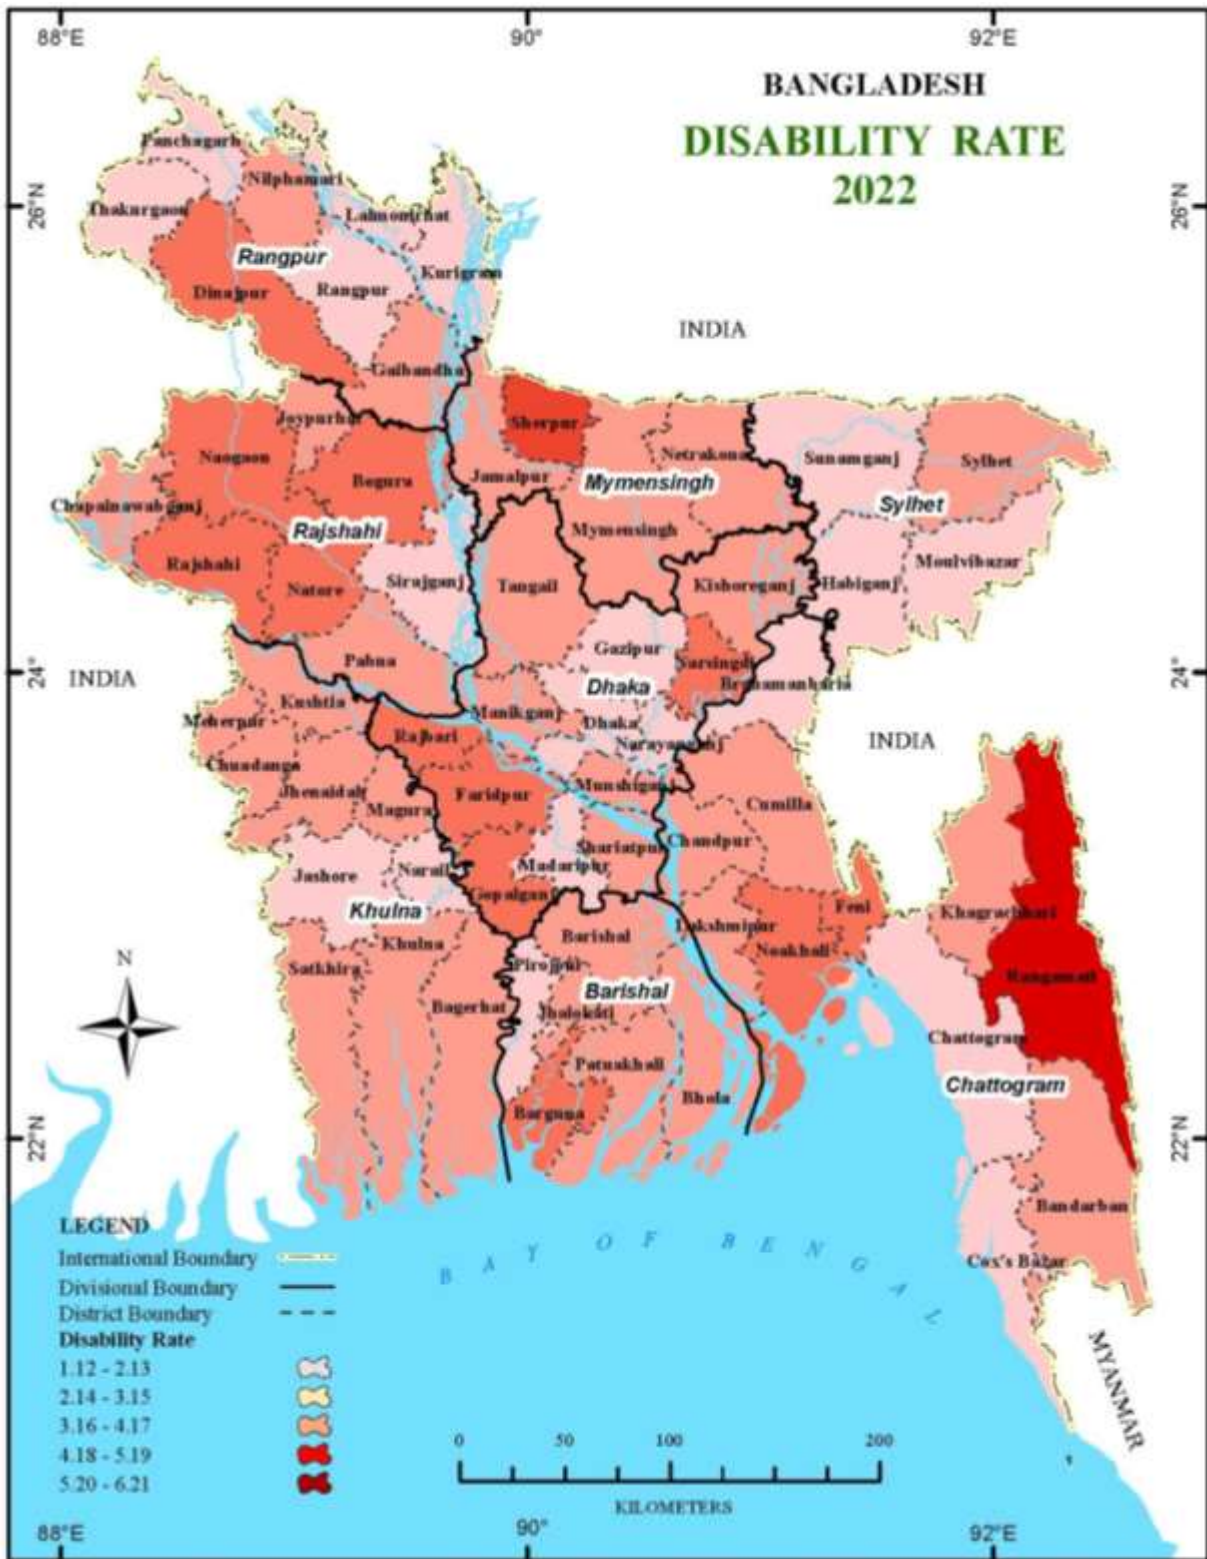 88°E
90°
92°E
BANGLADESH
DISABILITY RATE
2022
26°N
26°N
24°N
24°N
22°N
22°N
Panchagarh
Nilphamari
Thakurgaon
Lalmonirhat
Rangpur
Kurigram
Dinajpur
Rangpur
Gaibandha
INDIA
Joypurhat
Sherpur
Naogaon
Netrakona
Sunamganj
Sylhet
Bogura
Jamalpur
Mymensingh
Sylhet
Chapainawabganj
Rajshahi
Mymensingh
Rajshahi
Natore
Sirajganj
Tangail
Kishoreganj
Habiganj
Moulvibazar
Gazipur
INDIA
Pabna
Dhaka
Narsingdi
Brahamanbaria
Kushtia
Meherpur
Manikganj
Dhaka
Rajbari
Narayanganj
INDIA
Chuadanga
Jhenaidah
Faridpur
Munshiganj
Magura
Cumilla
Shariatpur
Chandpur
Jashore
Narail
Madaripur
Gopalganj
Khulna
Feni
Khagrachhari
Khulna
Barishal
Lakshmipur
Noakhali
Satkhira
Pirojpur
Rangamati
Barishal
Bagerhat
Jhalokati
Chattogram
Patuakhali
Chattogram
Bhola
Barguna
Bandarban
Cox's Bazar
MYANMAR
N
BAY OF BENGAL
LEGEND
International Boundary
Divisional Boundary
District Boundary
Disability Rate
1.12 - 2.13
2.14 - 3.15
3.16 - 4.17
4.18 - 5.19
5.20 - 6.21
0 50 100 200
KILOMETERS
88°E
90°
92°E